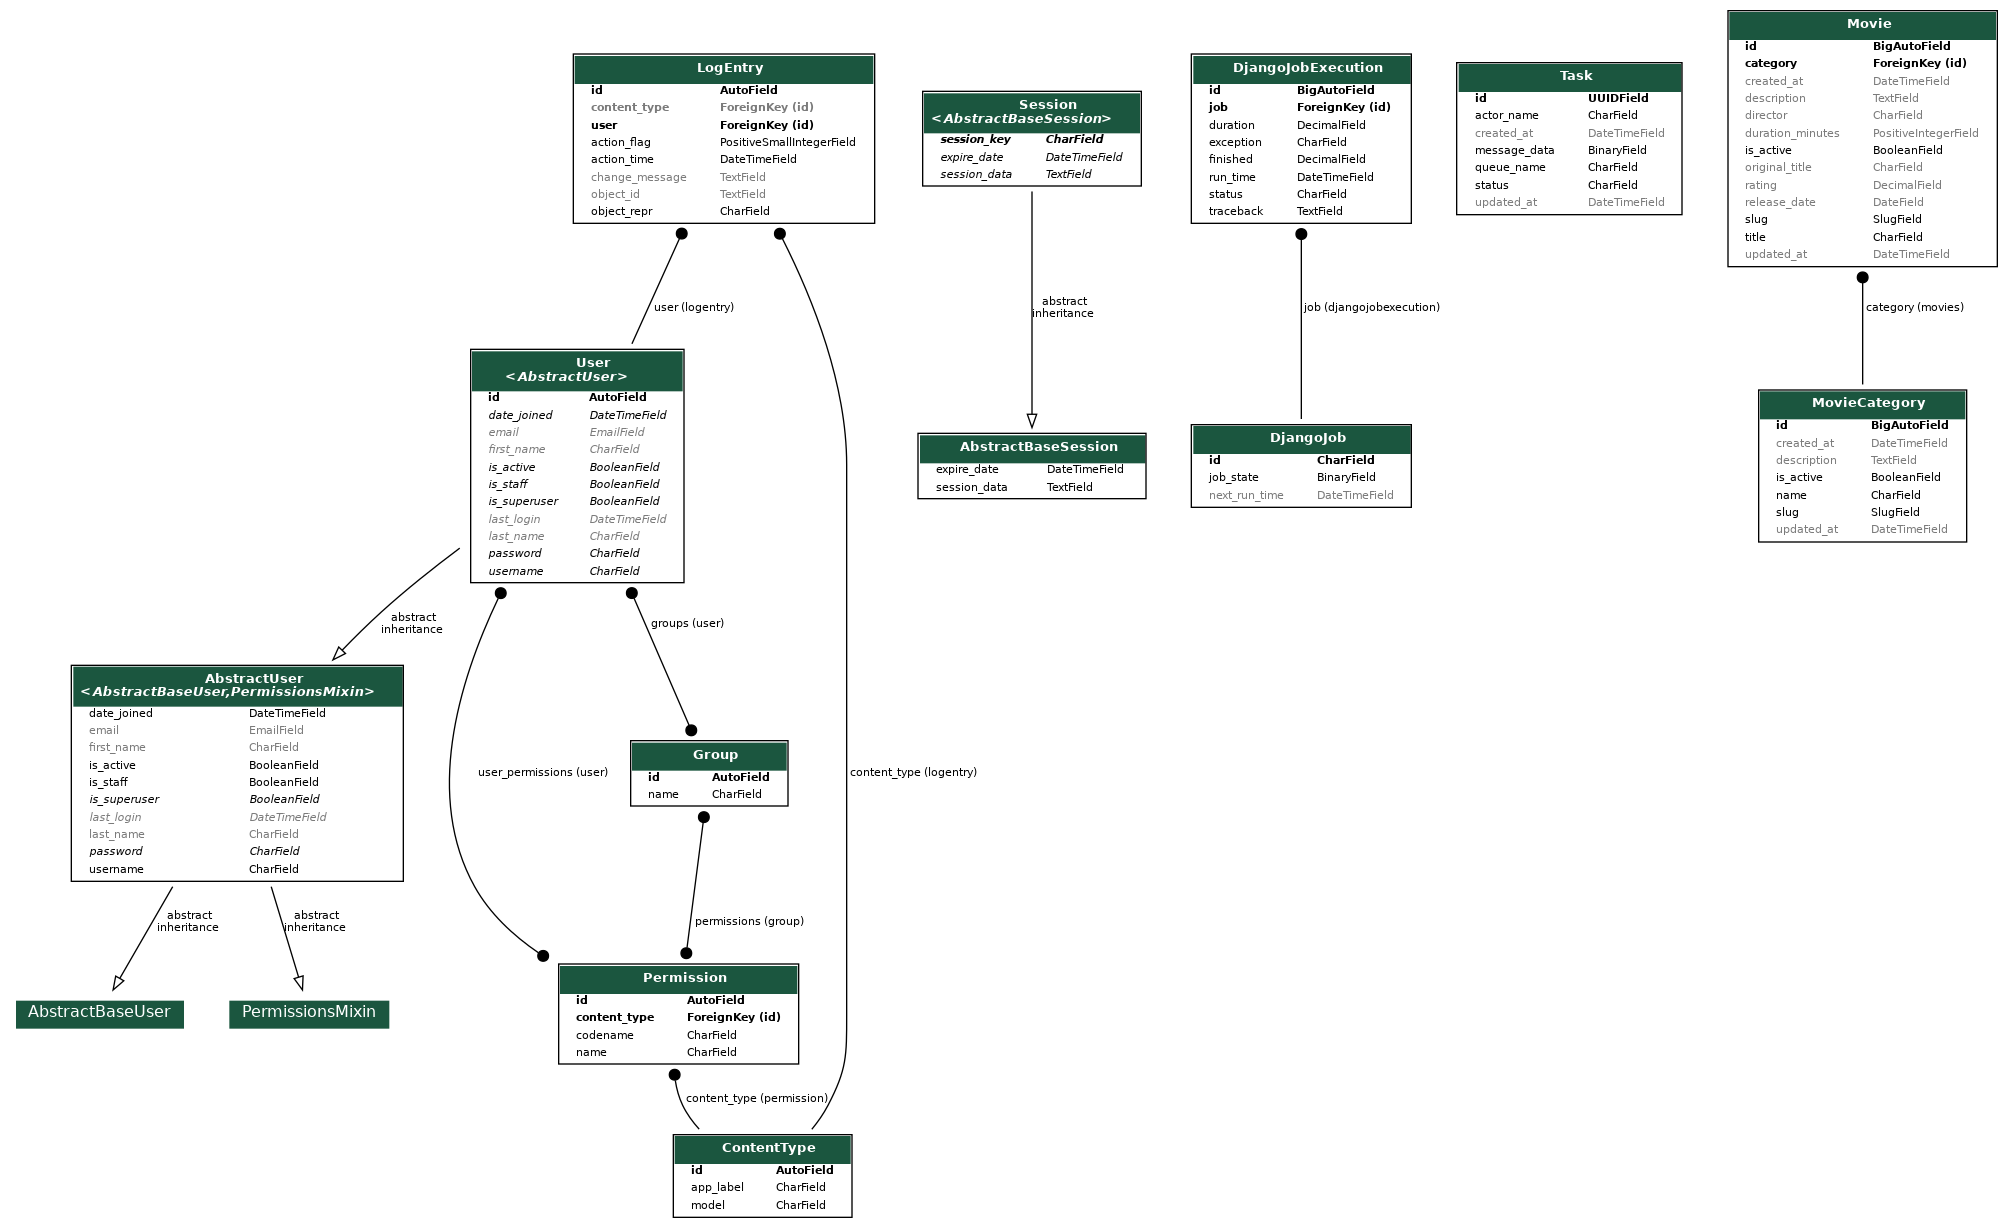 LogEntry
id AutoField
content_type ForeignKey (id)
user ForeignKey (id)
action_flag PositiveSmallIntegerField
action_time DateTimeField
change_message TextField
object_id TextField
object_repr CharField
Session
<AbstractBaseSession>
session_key CharField
expire_date DateTimeField
session_data TextField
DjangoJobExecution
id BigAutoField
job ForeignKey (id)
duration DecimalField
exception CharField
finished DecimalField
run_time DateTimeField
status CharField
traceback TextField
Task
id UUIDField
actor_name CharField
created_at DateTimeField
message_data BinaryField
queue_name CharField
status CharField
updated_at DateTimeField
Movie
id BigAutoField
category ForeignKey (id)
created_at DateTimeField
description TextField
director CharField
duration_minutes PositiveIntegerField
is_active BooleanField
original_title CharField
rating DecimalField
release_date DateField
slug SlugField
title CharField
updated_at DateTimeField
user (logentry)
abstract
inheritance
job (djangojobexecution)
category (movies)
User
<AbstractUser>
id AutoField
date_joined DateTimeField
email EmailField
first_name CharField
is_active BooleanField
is_staff BooleanField
is_superuser BooleanField
last_login DateTimeField
last_name CharField
password CharField
username CharField
AbstractBaseSession
expire_date DateTimeField
session_data TextField
DjangoJob
id CharField
job_state BinaryField
next_run_time DateTimeField
MovieCategory
id BigAutoField
created_at DateTimeField
description TextField
is_active BooleanField
name CharField
slug SlugField
updated_at DateTimeField
abstract
inheritance
groups (user)
AbstractUser
<AbstractBaseUser,PermissionsMixin>
date_joined DateTimeField
email EmailField
first_name CharField
is_active BooleanField
is_staff BooleanField
is_superuser BooleanField
last_login DateTimeField
last_name CharField
password CharField
username CharField
user_permissions (user)
Group
id AutoField
name CharField
content_type (logentry)
abstract
inheritance
abstract
inheritance
permissions (group)
AbstractBaseUser
PermissionsMixin
Permission
id AutoField
content_type ForeignKey (id)
codename CharField
name CharField
content_type (permission)
ContentType
id AutoField
app_label CharField
model CharField